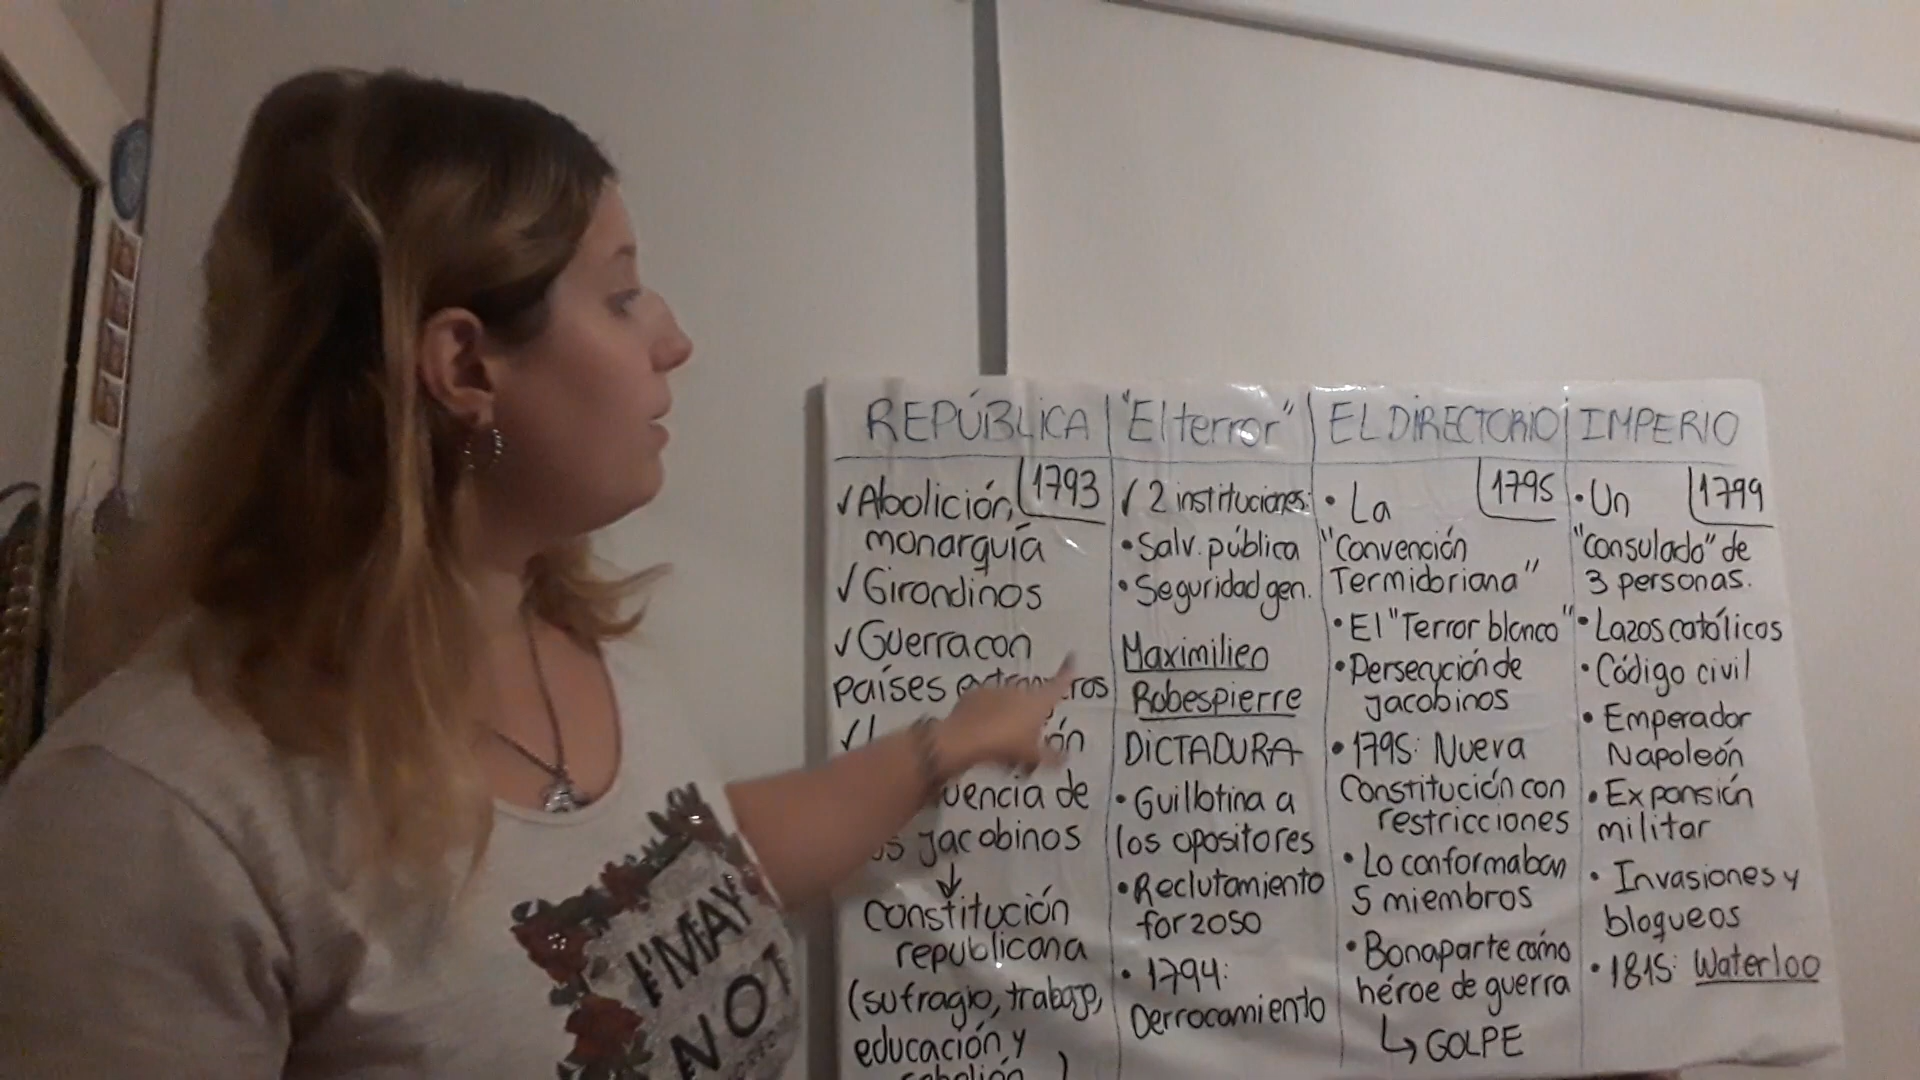 REPÚBLICA
1793
✓Abolición
monarquía
✓Girondinos
✓Guerra con
países
✓
jacobinos
↓
constitución
republicana
(sufragio, trabajo,
educación y
"El terror"
✓ 2 instituciones:
•Salv. pública
•Seguridad gen.
Maximilien
Robespierre
DICTADURA
•Guillotina a
los opositores
•Reclutamiento
forzoso
•1794:
Derrocamiento
EL DIRECTORIO
1795
•La
"Convención
Termidoriana"
•El "Terror blanco"
•Persecución de
jacobinos
•1795: Nueva
Constitución con
restricciones
•Lo conformaban
5 miembros
•Bonaparte como
héroe de guerra
↳ GOLPE
IMPERIO
1799
•Un
"consulado" de
3 personas.
•Lazos católicos
•Código civil
•Emperador
Napoleón
•Expansión
militar
•Invasiones y
bloqueos
•1815: Waterloo
I'MAY
NOT